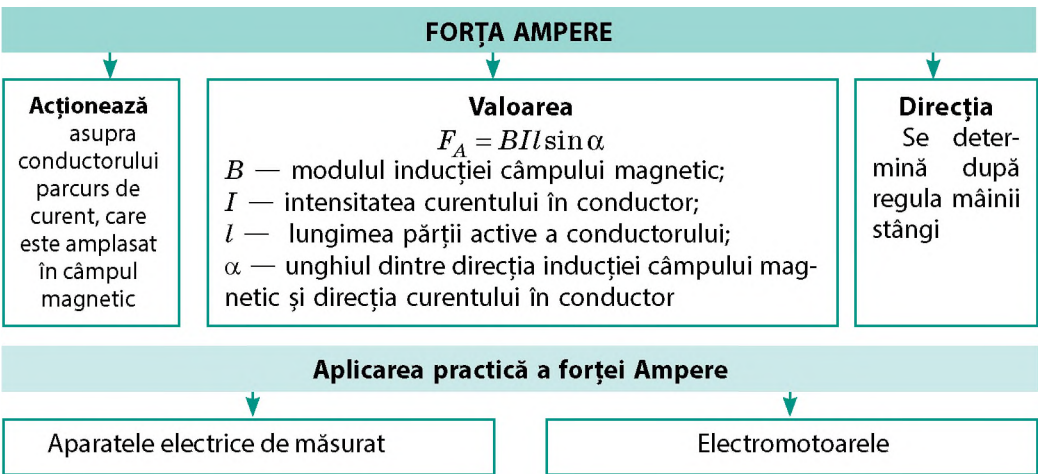 FORȚA AMPERE
Acționează
asupra
conductorului
parcurs de
curent, care
este amplasat
în câmpul
magnetic
Valoarea
F_A = BIl sin α
B — modulul inducției câmpului magnetic;
I — intensitatea curentului în conductor;
l — lungimea părții active a conductorului;
α — unghiul dintre direcția inducției câmpului mag-
netic și direcția curentului în conductor
Direcția
Se deter-
mină după
regula mâinii
stângi
Aplicarea practică a forței Ampere
Aparatele electrice de măsurat
Electromotoarele